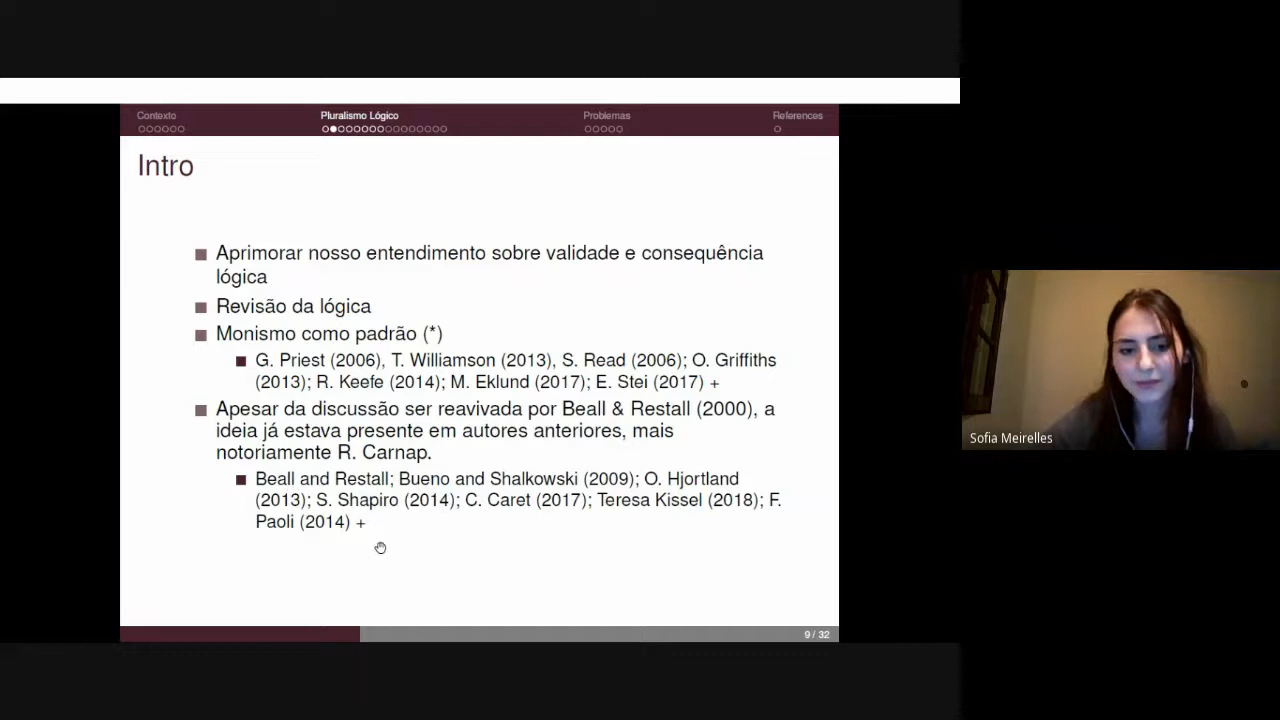 Contexto Pluralismo Lógico Problemas References
Intro
Aprimorar nosso entendimento sobre validade e consequência
lógica
Revisão da lógica
Monismo como padrão (*)
G. Priest (2006), T. Williamson (2013), S. Read (2006); O. Griffiths
(2013); R. Keefe (2014); M. Eklund (2017); E. Stei (2017) +
Apesar da discussão ser reavivada por Beall & Restall (2000), a
ideia já estava presente em autores anteriores, mais
notoriamente R. Carnap.
Beall and Restall; Bueno and Shalkowski (2009); O. Hjortland
(2013); S. Shapiro (2014); C. Caret (2017); Teresa Kissel (2018); F.
Paoli (2014) +
Sofia Meirelles
9 / 32